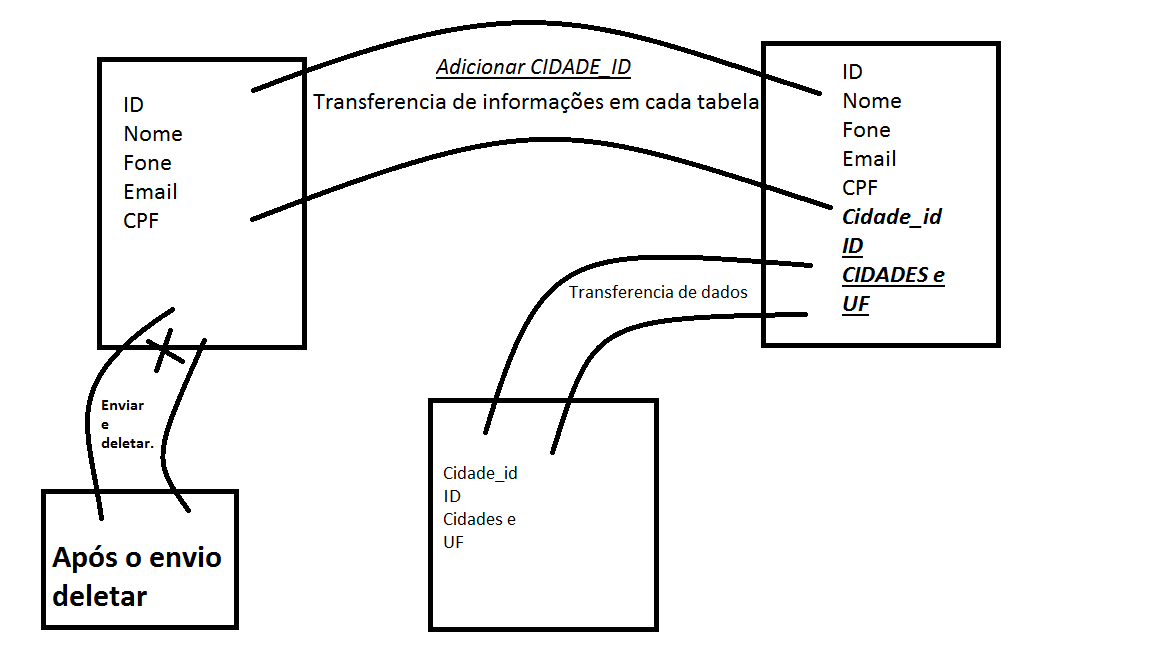 ID
Nome
Fone
Email
CPF
Adicionar CIDADE_ID
Transferencia de informações em cada tabela
ID
Nome
Fone
Email
CPF
Cidade_id
ID
CIDADES e
UF
Transferencia de dados
Enviar
e
deletar.
Cidade_id
ID
Cidades e
UF
Após o envio
deletar